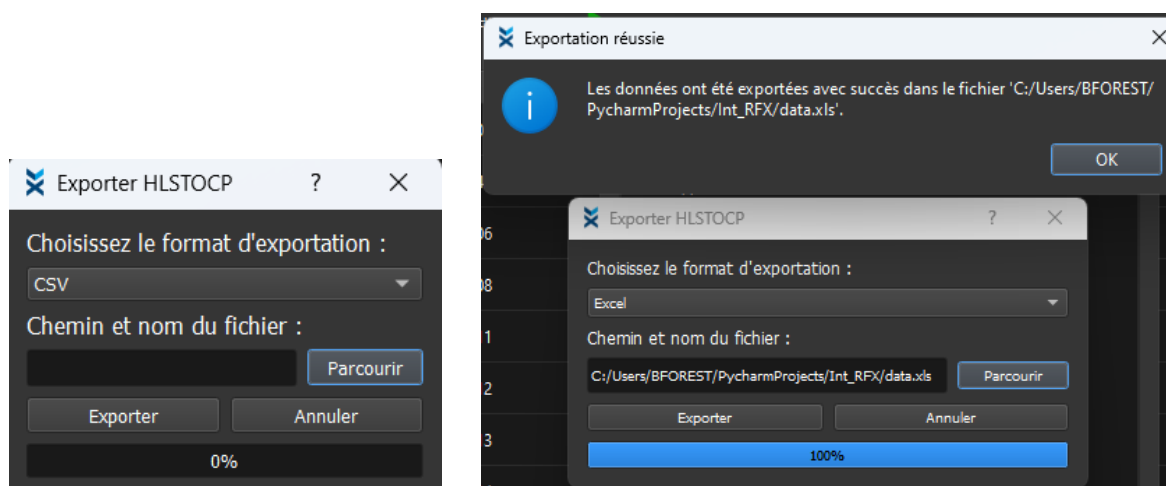 Exporter HLSTOCP ? ×
Choisissez le format d'exportation :
CSV
Chemin et nom du fichier :
Parcourir
Exporter Annuler
0%
Exportation réussie
Les données ont été exportées avec succès dans le fichier 'C:/Users/BFOREST/
PycharmProjects/Int_RFX/data.xls'.
OK
Exporter HLSTOCP ? ×
Choisissez le format d'exportation :
Excel
Chemin et nom du fichier :
C:/Users/BFOREST/PycharmProjects/Int_RFX/data.xls Parcourir
Exporter Annuler
100%